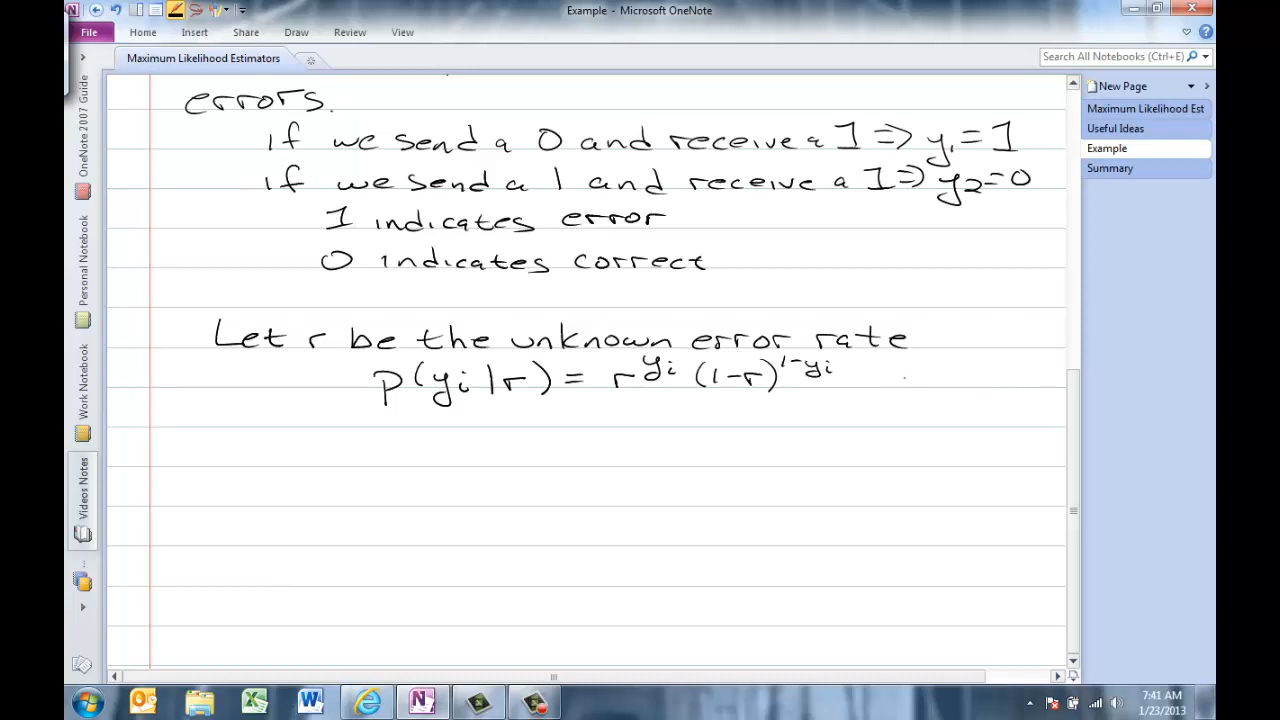 Example - Microsoft OneNote
File Home Insert Share Draw Review View
Maximum Likelihood Estimators
Search All Notebooks (Ctrl+E)
New Page
Maximum Likelihood Est
Useful Ideas
Example
Summary
OneNote 2007 Guide
Personal Notebook
Work Notebook
Videos Notes
errors.
if we send a 0 and receive a 1 => y₁=1
if we send a 1 and receive a 1 => y₂=0
1 indicates error
0 indicates correct
Let r be the unknown error rate
p(yᵢ|r) = r^yᵢ (1-r)^1-yᵢ
7:41 AM
1/23/2013